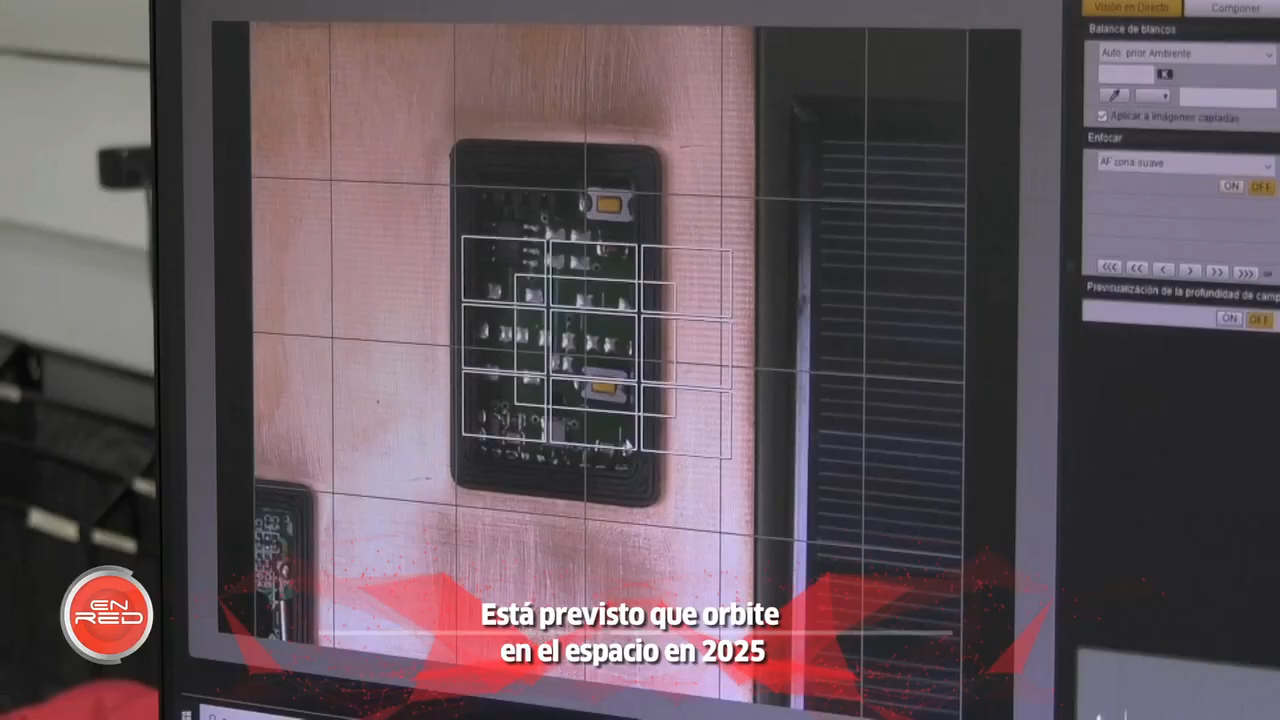 Visión en Directo
Componer
Balance de blancos
Auto. prior Ambiente
K
Aplicar a imágenes captadas
Enfocar
AF zona suave
ON OFF
Previsualización de la profundidad de camp
ON OFF
EN
RED
Está previsto que orbite
en el espacio en 2025